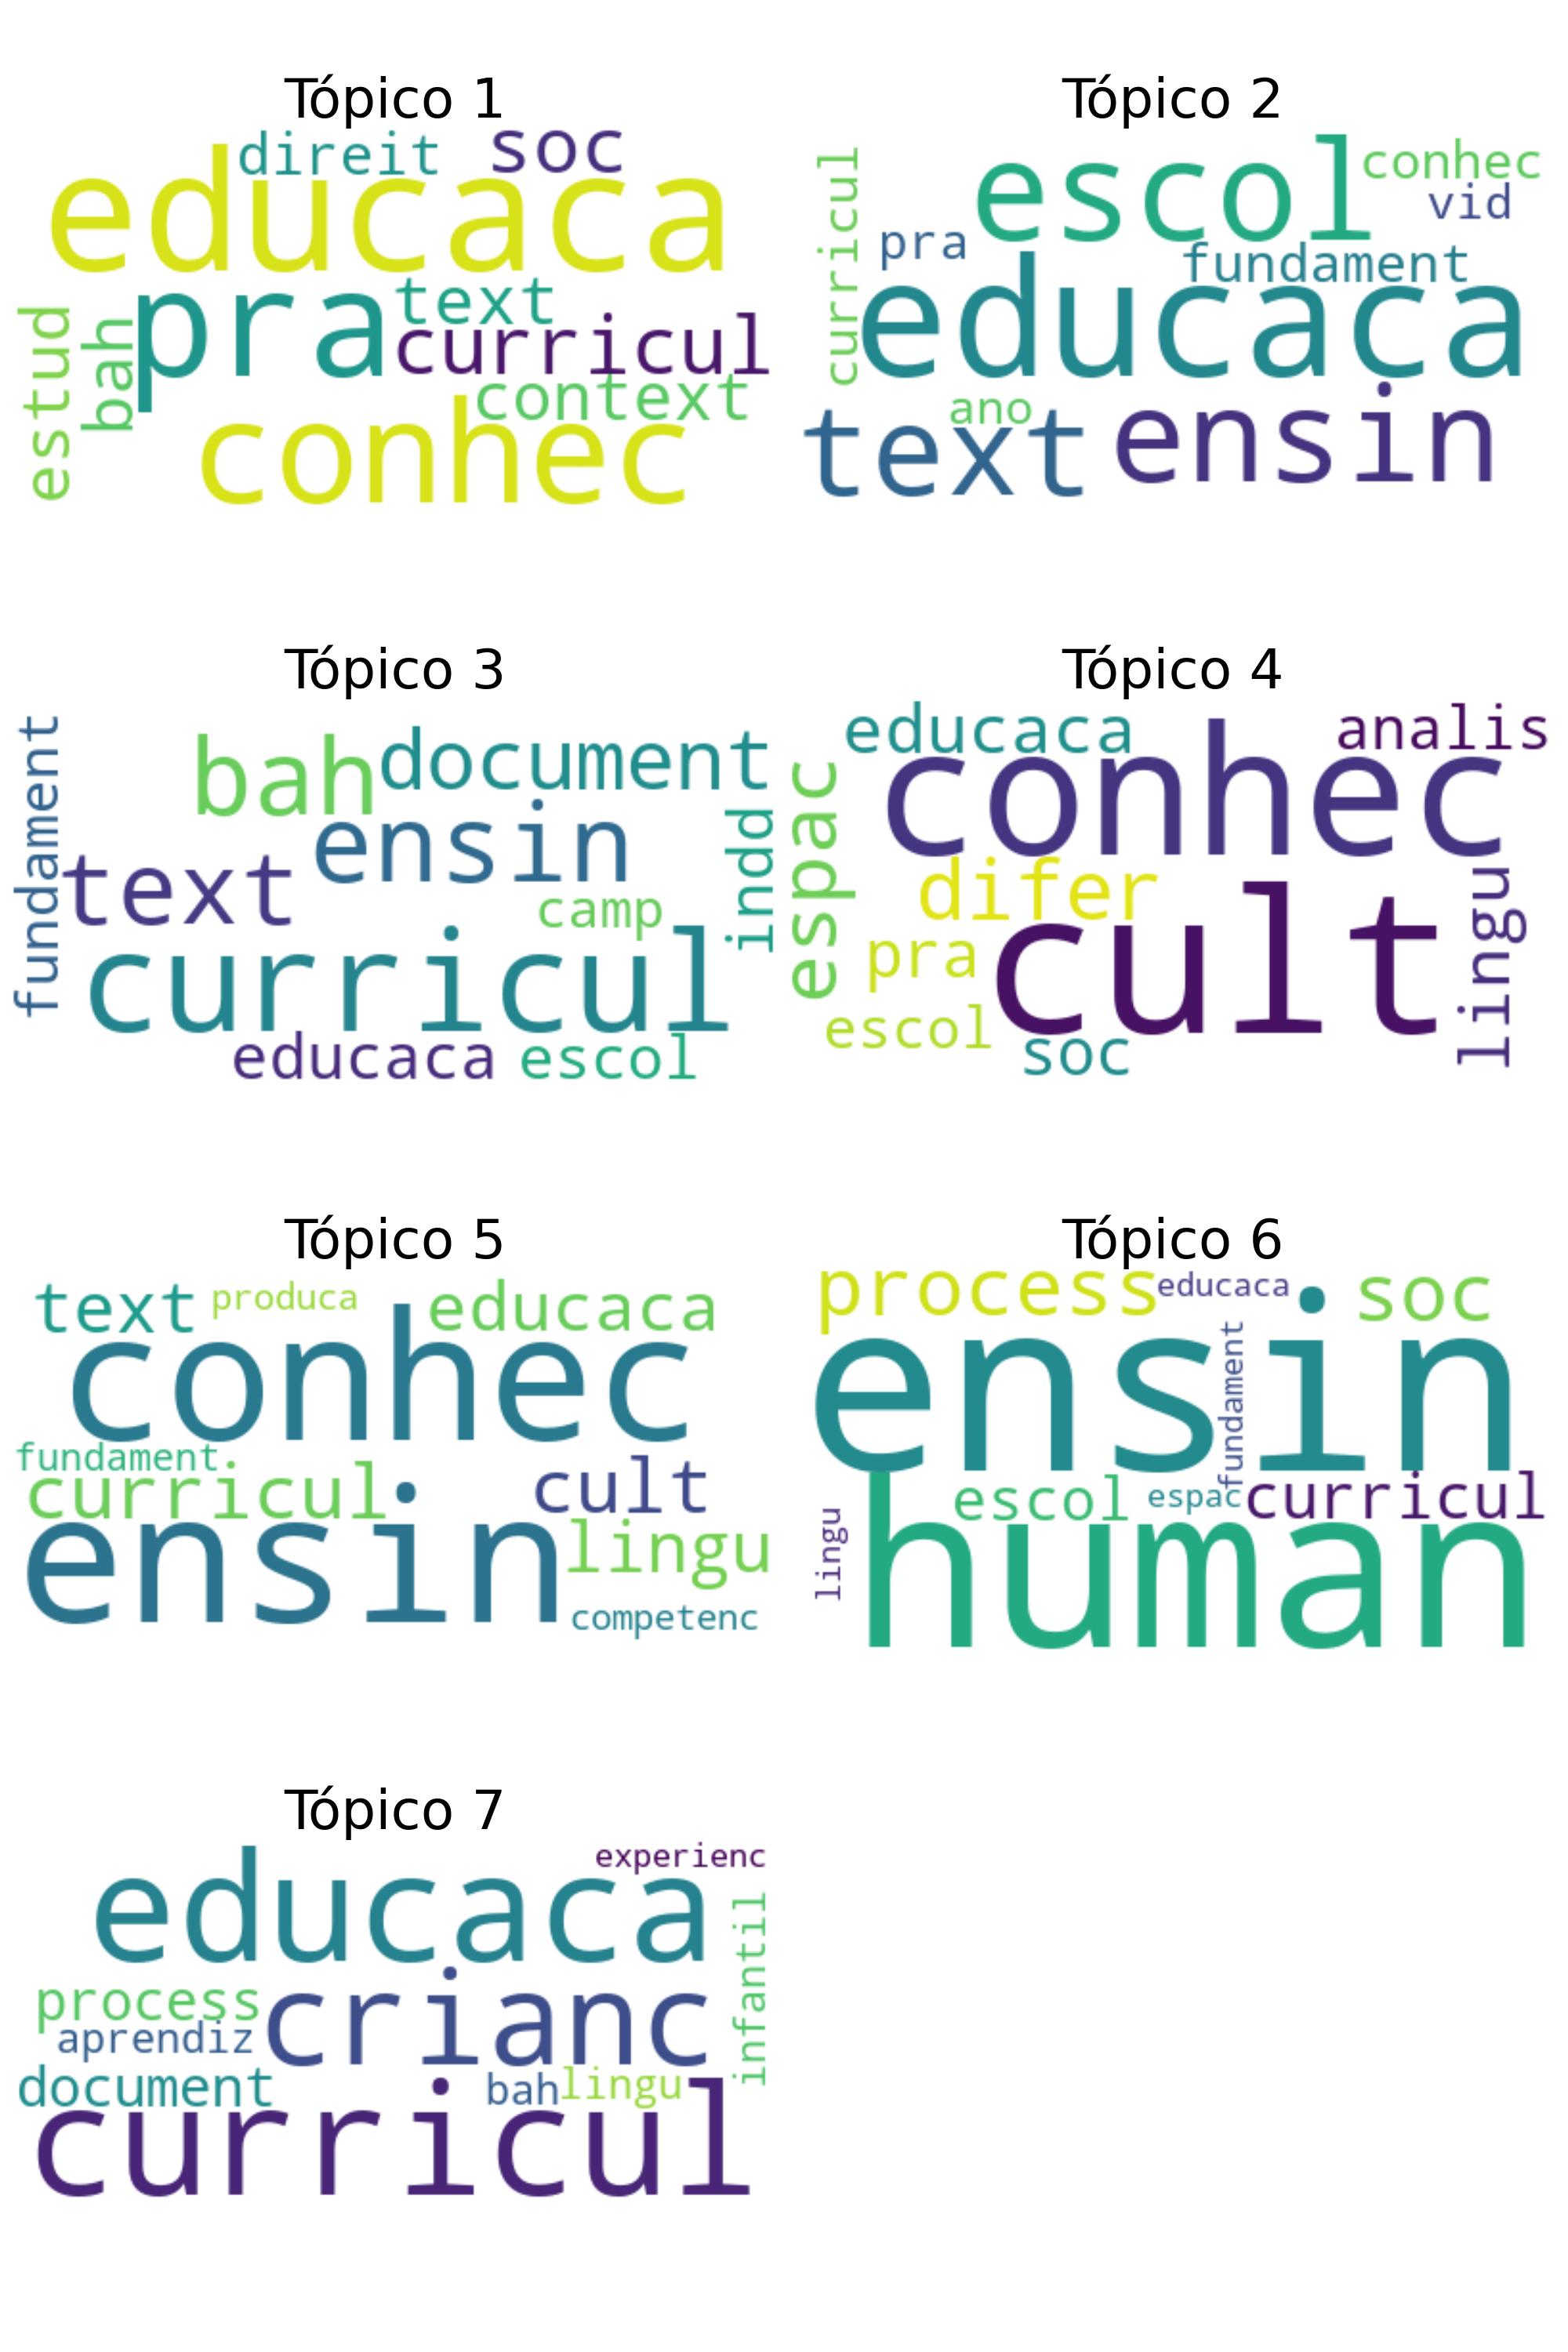 Tópico 1
direit soc
educaca
text
pra
curricul
estud
bah
context
conhec
Tópico 2
escol
conhec
vid
curricul
pra
fundament
educaca
ano
text ensin
Tópico 3
fundament
bah
document
ensin
indd
text
camp
curricul
educaca escol
Tópico 4
educaca
analis
conhec
espac
difer
lingu
pra
cult
escol
soc
Tópico 5
text produca educaca
conhec
fundament
curricul
cult
ensin
lingu
competenc
Tópico 6
process educaca soc
ensin
fundament
escol espac curricul
lingu
human
Tópico 7
experienc
educaca
infantil
process
crianc
aprendiz
document
bah lingu
curricul